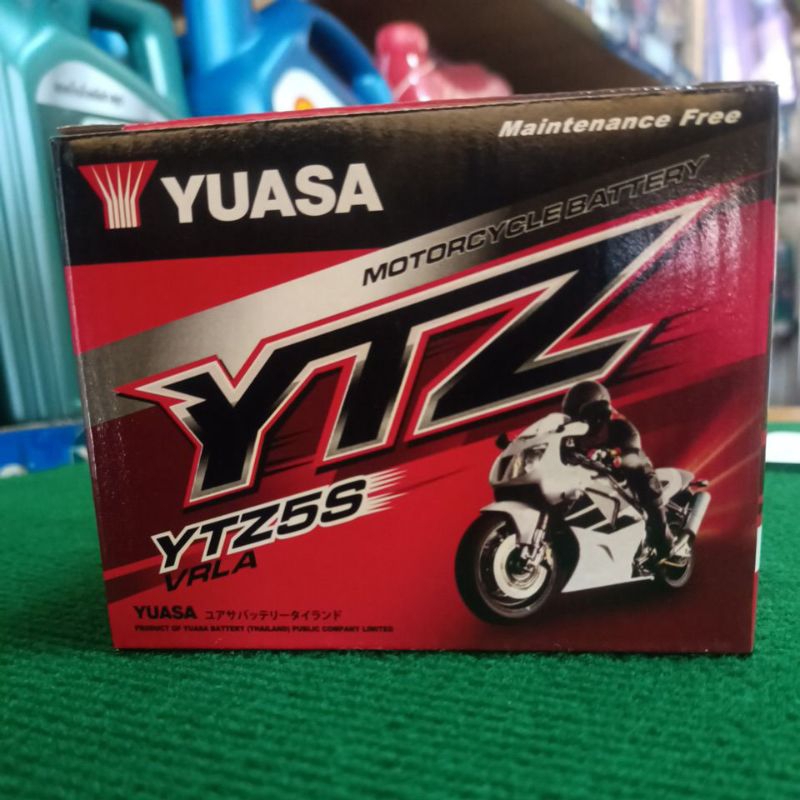 Maintenance Free
YUASA
MOTORCYCLE BATTERY
YTZ
YTZ5S
VRLA
YUASA ユアサバッテリータイランド
PRODUCT OF YUASA BATTERY (THAILAND) PUBLIC COMPANY LIMITED